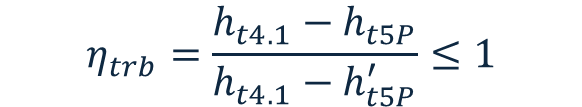 η_trb = (h_t4.1 − h_t5P) / (h_t4.1 − h′_t5P) ≤ 1